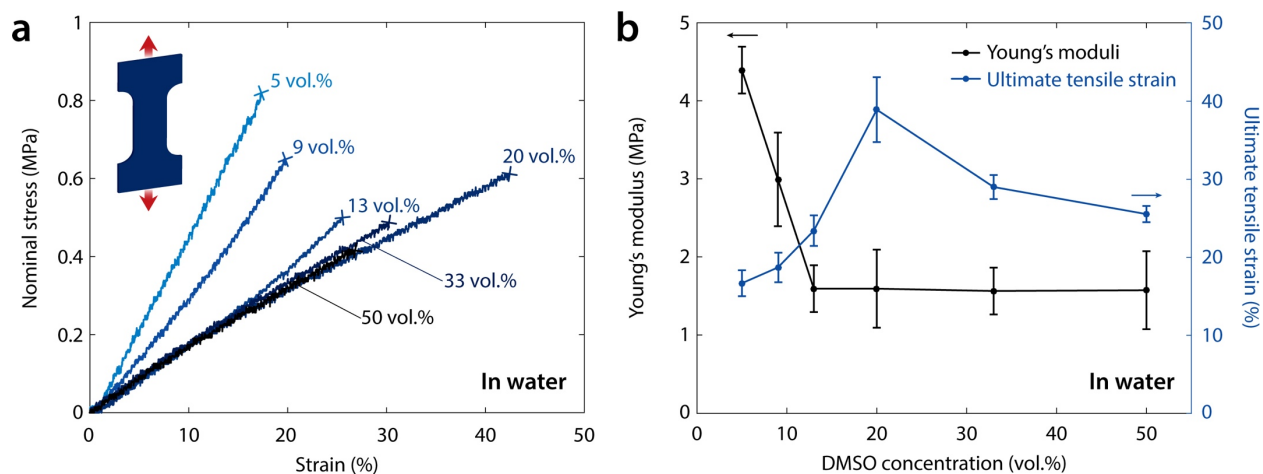 a
1
0.8
0.6
0.4
0.2
0
Nominal stress (MPa)
5 vol.%
9 vol.%
20 vol.%
13 vol.%
33 vol.%
50 vol.%
In water
0 10 20 30 40 50
Strain (%)
b
5
4
3
2
1
0
Young's modulus (MPa)
Young's moduli
Ultimate tensile strain
50
40
30
20
10
0
Ultimate tensile
strain (%)
In water
0 10 20 30 40 50
DMSO concentration (vol.%)